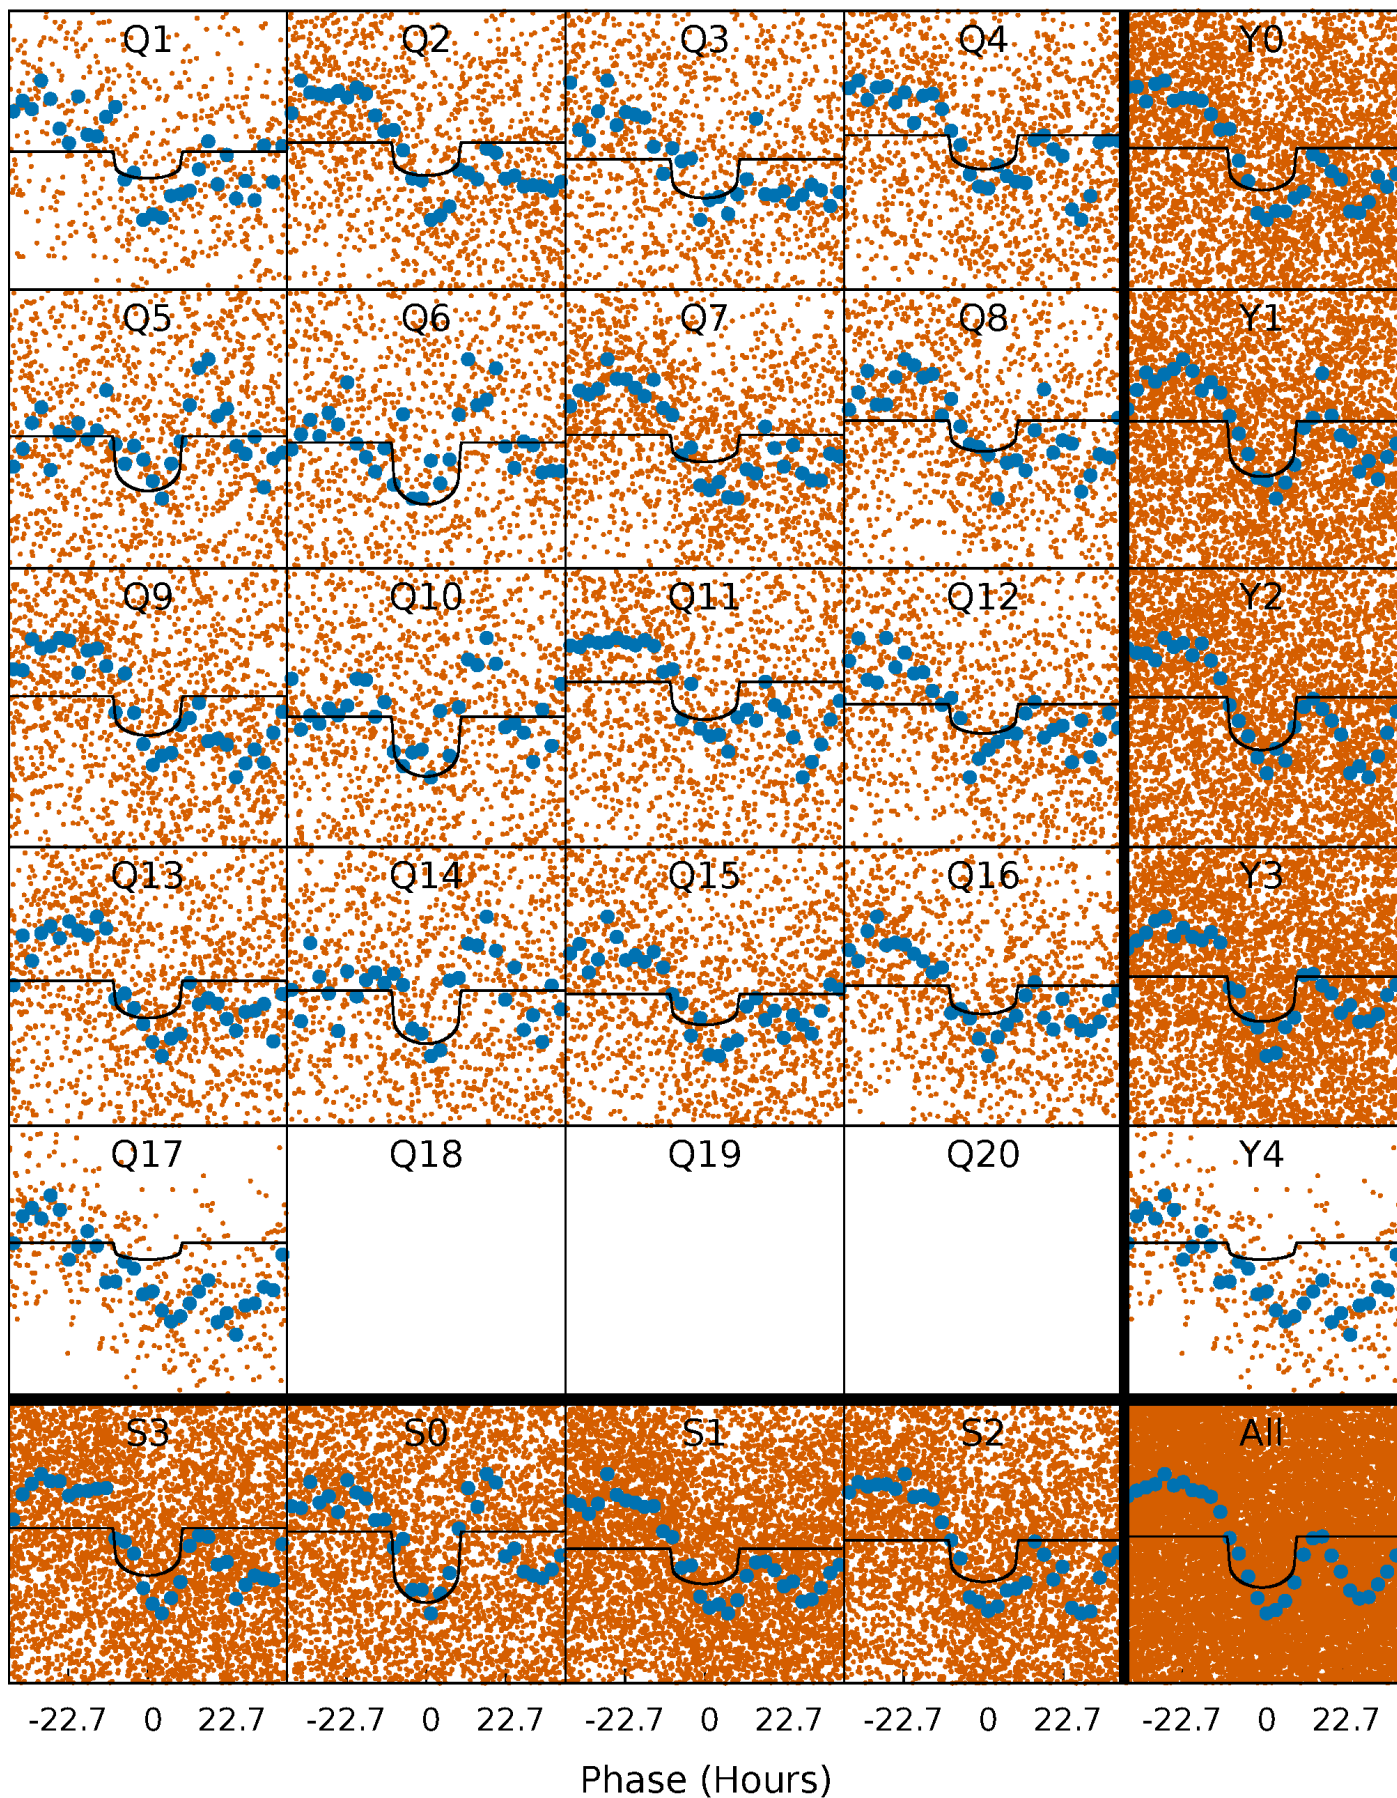 Q1 Q2 Q3 Q4 Y0
Q5 Q6 Q7 Q8 Y1
Q9 Q10 Q11 Q12 Y2
Q13 Q14 Q15 Q16 Y3
Q17 Q18 Q19 Q20 Y4
S3 S0 S1 S2 All
-22.7 0 22.7 -22.7 0 22.7 -22.7 0 22.7 -22.7 0 22.7 -22.7 0 22.7
Phase (Hours)